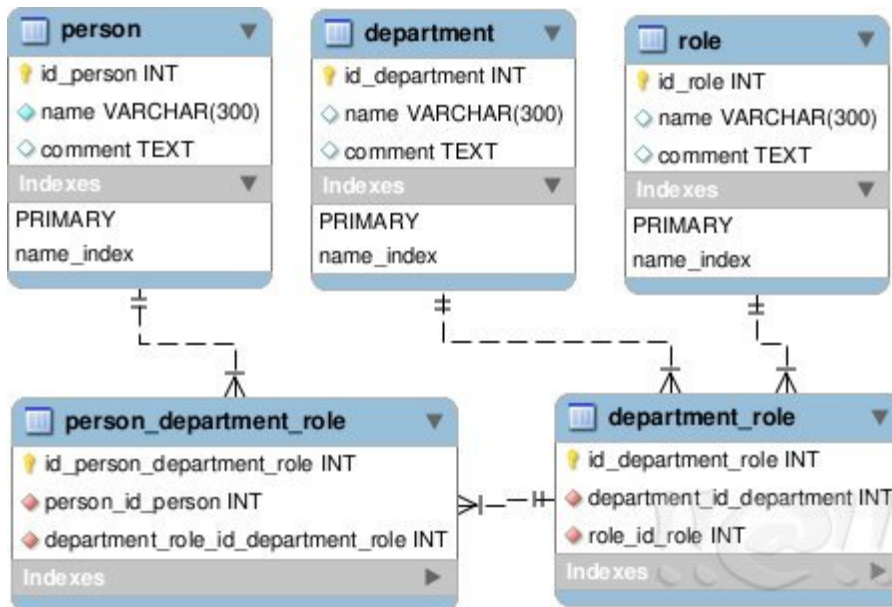 person
id_person INT
name VARCHAR(300)
comment TEXT
Indexes
PRIMARY
name_index
department
id_department INT
name VARCHAR(300)
comment TEXT
Indexes
PRIMARY
name_index
role
id_role INT
name VARCHAR(300)
comment TEXT
Indexes
PRIMARY
name_index
person_department_role
id_person_department_role INT
person_id_person INT
department_role_id_department_role INT
Indexes
department_role
id_department_role INT
department_id_department INT
role_id_role INT
Indexes